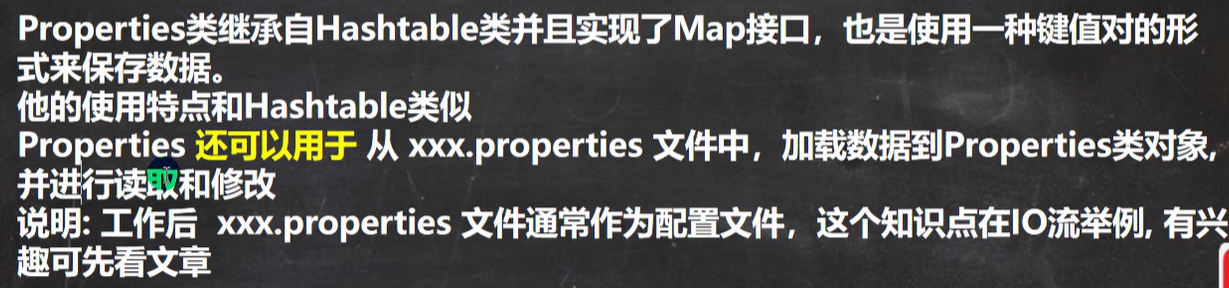 Properties类继承自Hashtable类并且实现了Map接口，也是使用一种键值对的形
式来保存数据。
他的使用特点和Hashtable类似
Properties 还可以用于 从 xxx.properties 文件中，加载数据到Properties类对象,
并进行读取和修改
说明: 工作后 xxx.properties 文件通常作为配置文件，这个知识点在IO流举例, 有兴
趣可先看文章